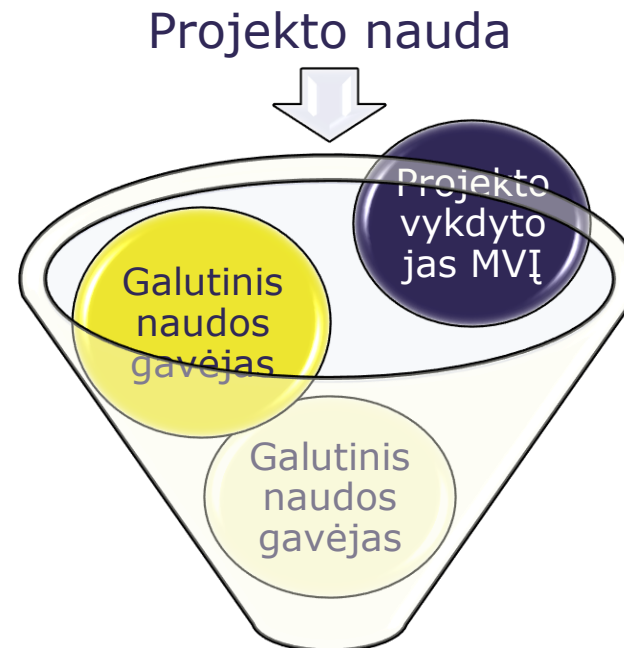 Projekto nauda
Projekto
vykdyto
jas MVĮ
Galutinis
naudos
gavėjas
Galutinis
naudos
gavėjas